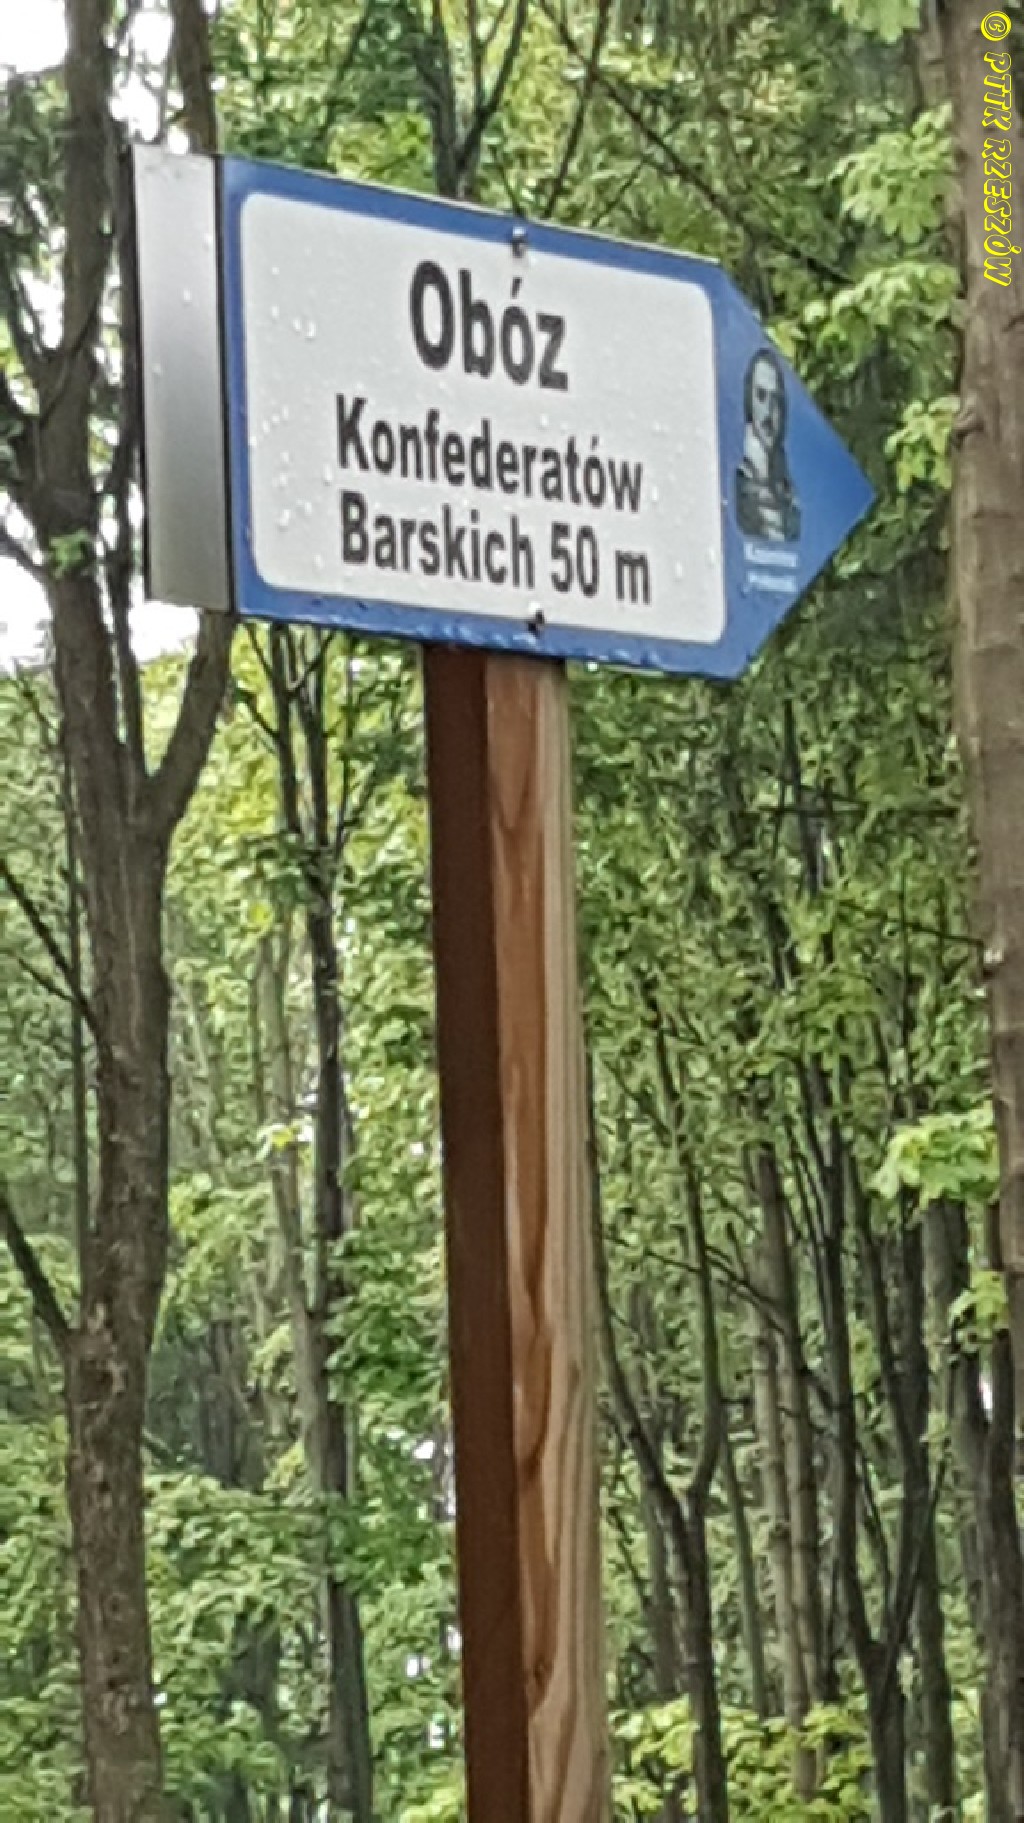 Obóz
Konfederatów
Barskich 50 m
© PTTK RZESZÓW